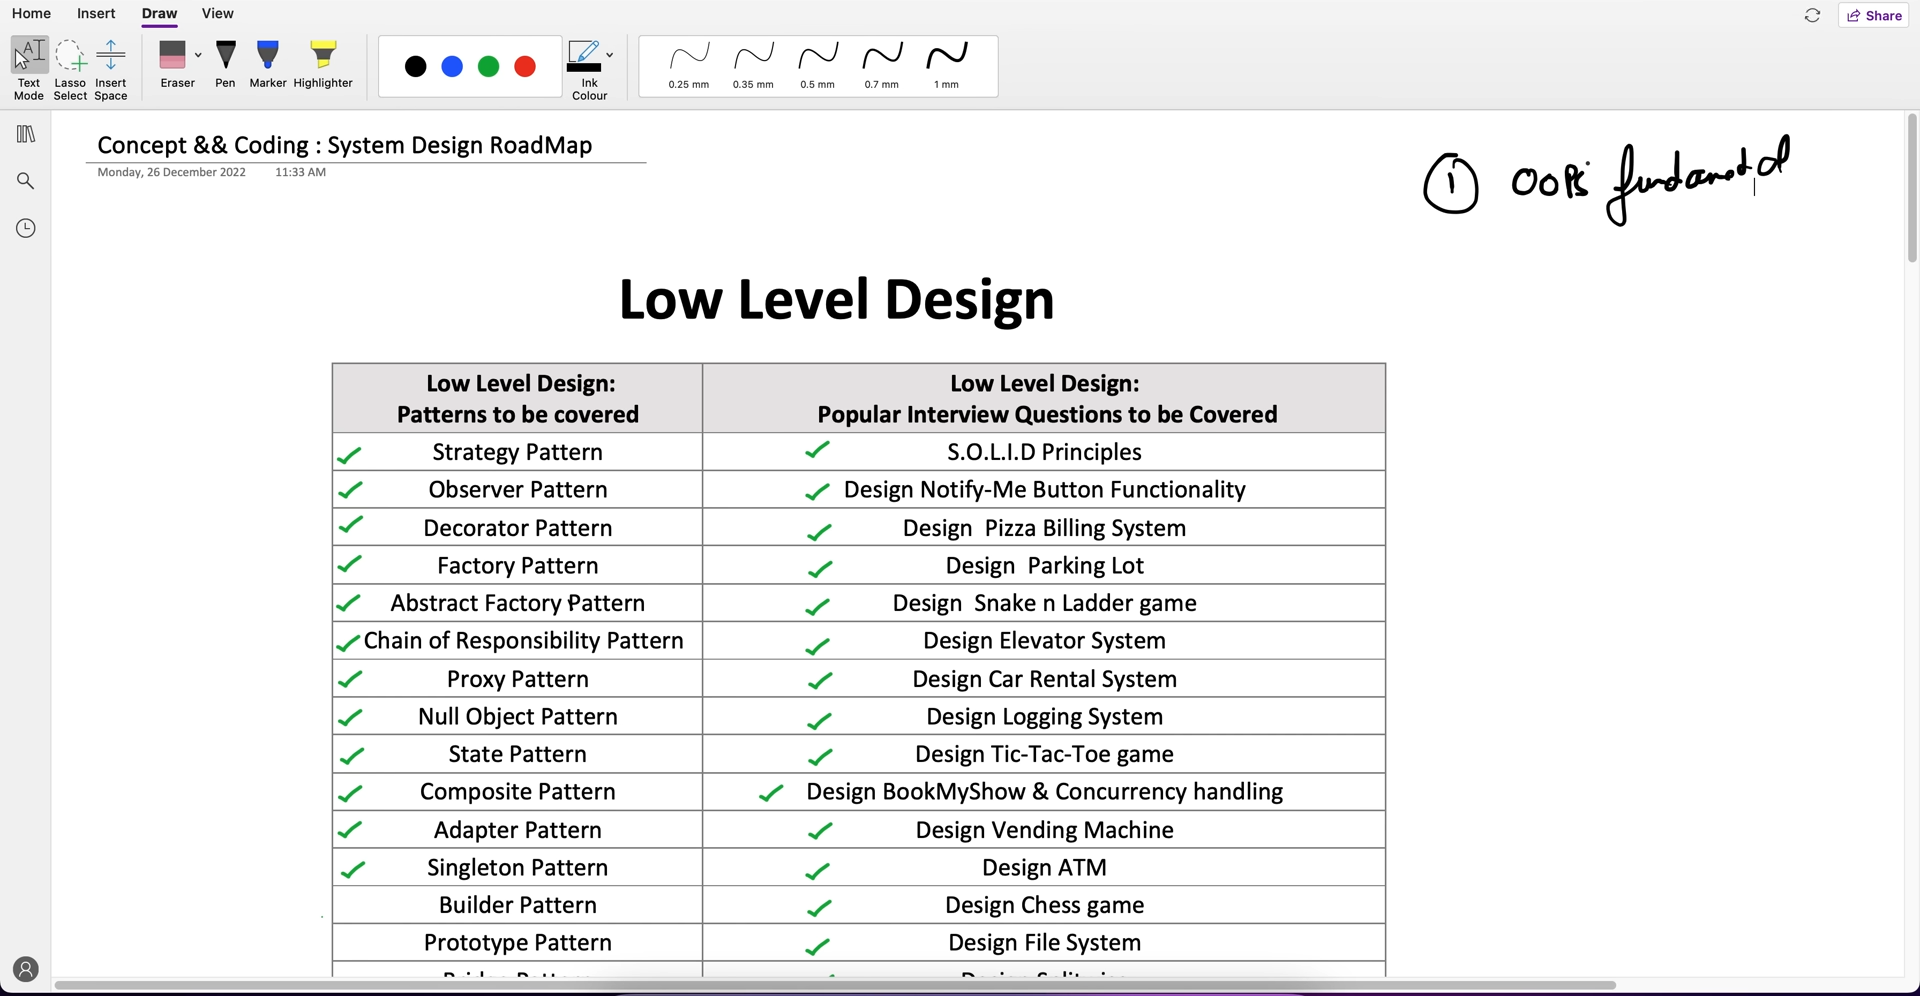 Home Insert Draw View
Share
Text Mode
Lasso Select
Insert Space
Eraser
Pen
Marker
Highlighter
Ink Colour
0.25 mm
0.35 mm
0.5 mm
0.7 mm
1 mm
Concept && Coding : System Design RoadMap
Monday, 26 December 2022 11:33 AM
① OOPs fundamental
Low Level Design
Low Level Design:
Patterns to be covered
Low Level Design:
Popular Interview Questions to be Covered
Strategy Pattern S.O.L.I.D Principles
Observer Pattern Design Notify-Me Button Functionality
Decorator Pattern Design Pizza Billing System
Factory Pattern Design Parking Lot
Abstract Factory Pattern Design Snake n Ladder game
Chain of Responsibility Pattern Design Elevator System
Proxy Pattern Design Car Rental System
Null Object Pattern Design Logging System
State Pattern Design Tic-Tac-Toe game
Composite Pattern Design BookMyShow & Concurrency handling
Adapter Pattern Design Vending Machine
Singleton Pattern Design ATM
Builder Pattern Design Chess game
Prototype Pattern Design File System